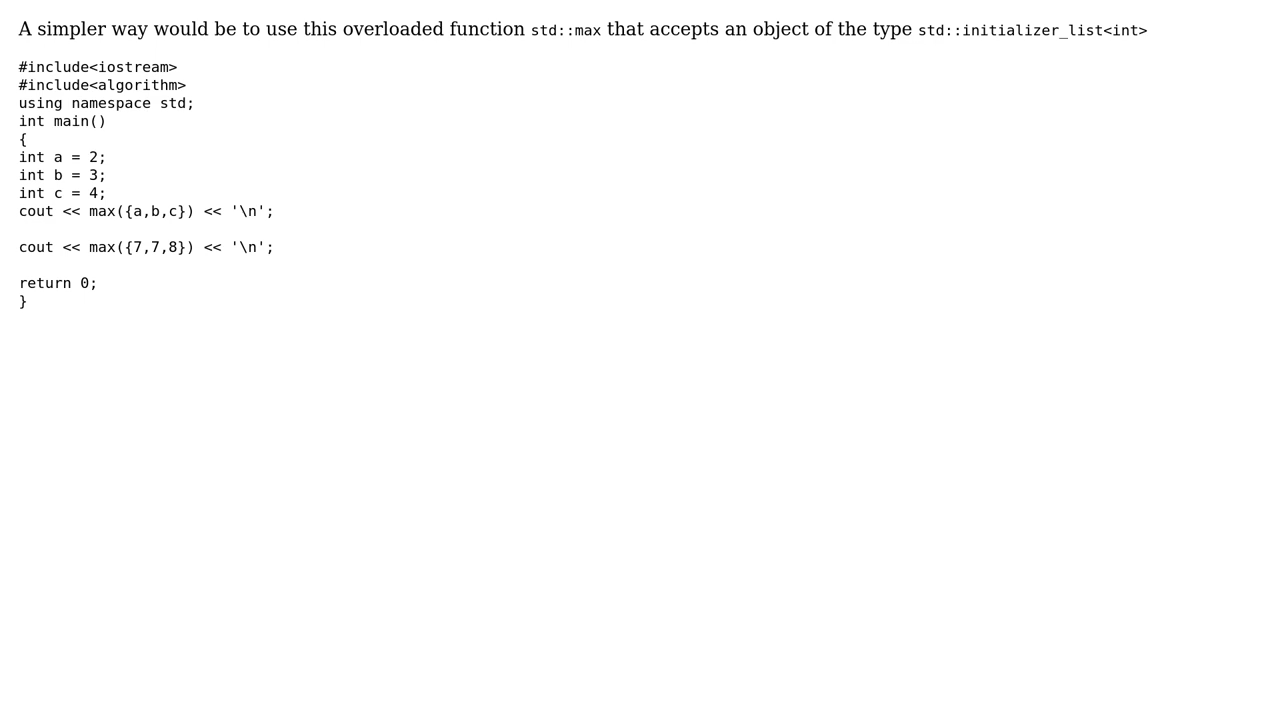 A simpler way would be to use this overloaded function std::max that accepts an object of the type std::initializer_list<int>
#include<iostream>
#include<algorithm>
using namespace std;
int main()
{
int a = 2;
int b = 3;
int c = 4;
cout << max({a,b,c}) << '\n';
cout << max({7,7,8}) << '\n';
return 0;
}